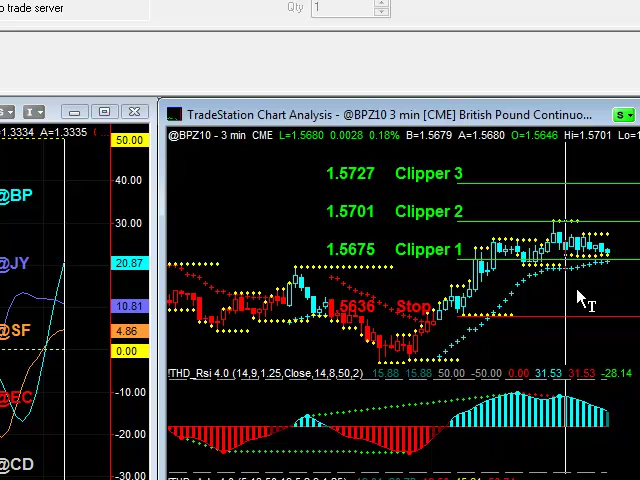 o trade server
Qty 1
TradeStation Chart Analysis - @BPZ10 3 min [CME] British Pound Continuo...
S
S I
1.3334 A=1.3335
@BPZ10 - 3 min CME L=1.5680 0.0028 0.18% B=1.5679 A=1.5680 O=1.5646 Hi=1.5701 Lo=1
50.00
40.00
30.00
20.87
10.81
4.86
0.00
-10.00
-20.00
-30.00
@BP
@JY
@SF
@EC
@CD
1.5727 Clipper 3
1.5701 Clipper 2
1.5675 Clipper 1
1.5636 Stop
T
!THD_Rsi 4.0 (14,9,1.25,Close,14,8,50,2) 15.88 15.88 50.00 -50.00 0.00 31.53 31.53 -28.14